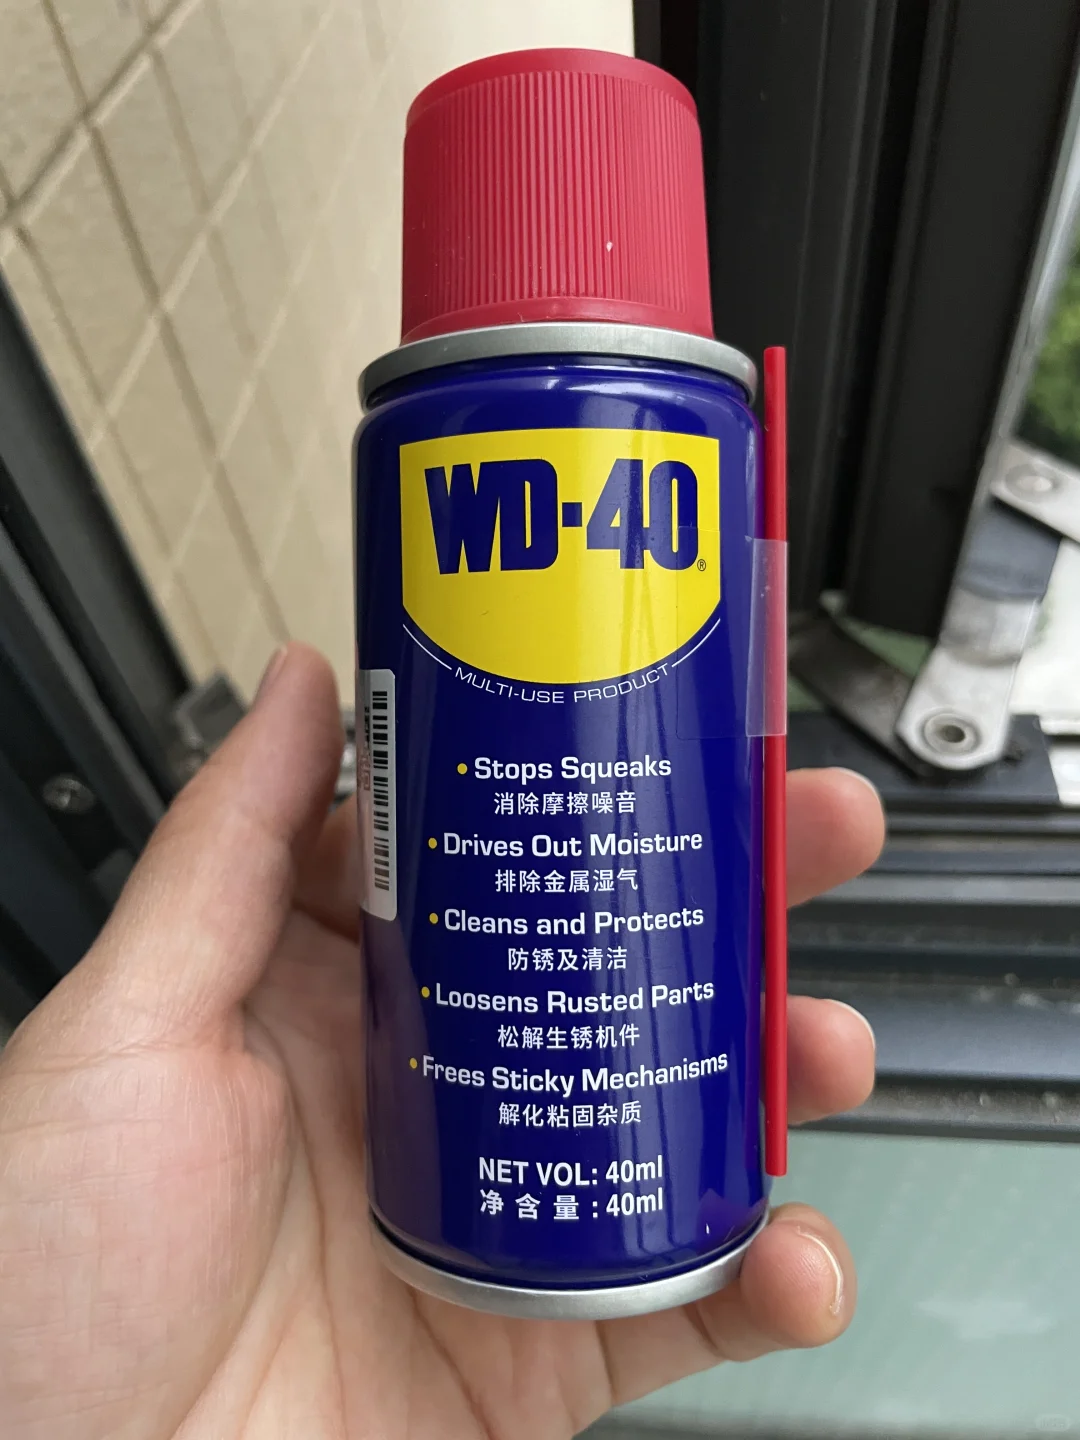 WD-40®
MULTI-USE PRODUCT
• Stops Squeaks
消除摩擦噪音
• Drives Out Moisture
排除金属湿气
• Cleans and Protects
防锈及清洁
• Loosens Rusted Parts
松解生锈机件
• Frees Sticky Mechanisms
解化粘固杂质
NET VOL: 40ml
净含量:40ml